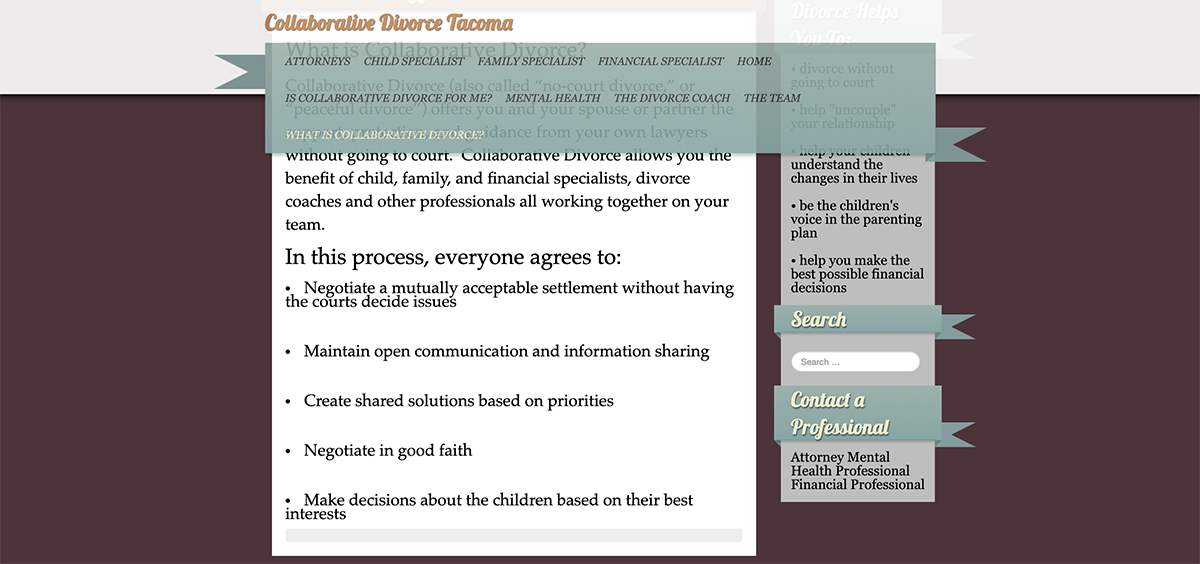 Collaborative Divorce Tacoma
ATTORNEYS CHILD SPECIALIST FAMILY SPECIALIST FINANCIAL SPECIALIST HOME
IS COLLABORATIVE DIVORCE FOR ME? MENTAL HEALTH THE DIVORCE COACH THE TEAM
WHAT IS COLLABORATIVE DIVORCE?
What is Collaborative Divorce?
Collaborative Divorce (also called “no-court divorce,” or
“peaceful divorce”) offers you and your spouse or partner the
guidance from your own lawyers
without going to court. Collaborative Divorce allows you the
benefit of child, family, and financial specialists, divorce
coaches and other professionals all working together on your
team.
In this process, everyone agrees to:
• Negotiate a mutually acceptable settlement without having
the courts decide issues
• Maintain open communication and information sharing
• Create shared solutions based on priorities
• Negotiate in good faith
• Make decisions about the children based on their best
interests
Divorce Helps
You To:
• divorce without
going to court
• help "uncouple"
your relationship
• help your children
understand the
changes in their lives
• be the children's
voice in the parenting
plan
• help you make the
best possible financial
decisions
Search
Search ...
Contact a
Professional
Attorney Mental
Health Professional
Financial Professional